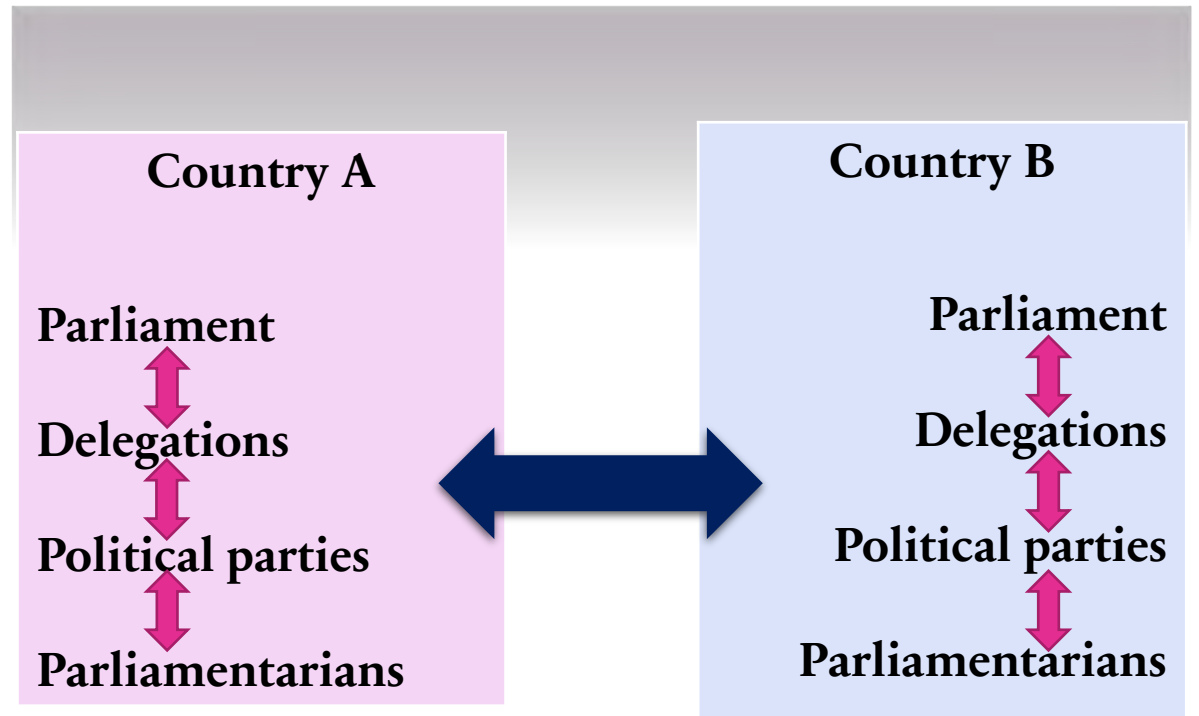 Country A
Parliament
Delegations
Political parties
Parliamentarians
Country B
Parliament
Delegations
Political parties
Parliamentarians